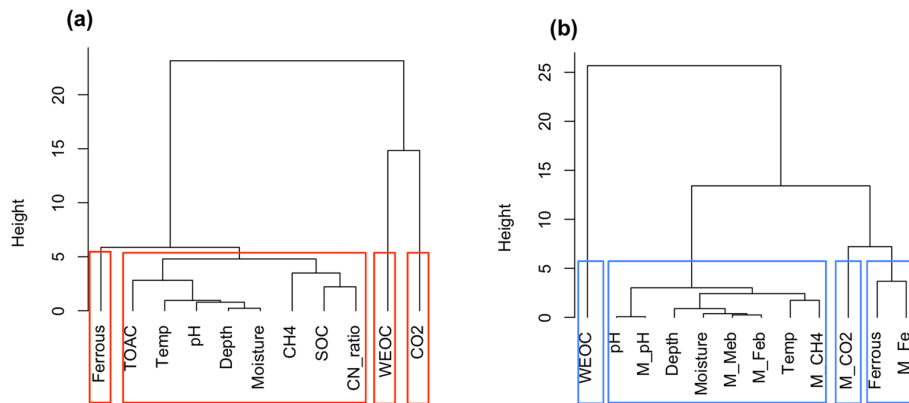 (a)
Height
20
15
10
5
0
Ferrous
TOAC
Temp
pH
Depth
Moisture
CH4
SOC
CN_ratio
WEOC
CO2
(b)
Height
25
20
15
10
5
0
WEOC
pH
M_pH
Depth
Moisture
M_Meb
M_Feb
Temp
M_CH4
M_CO2
Ferrous
M_Fe